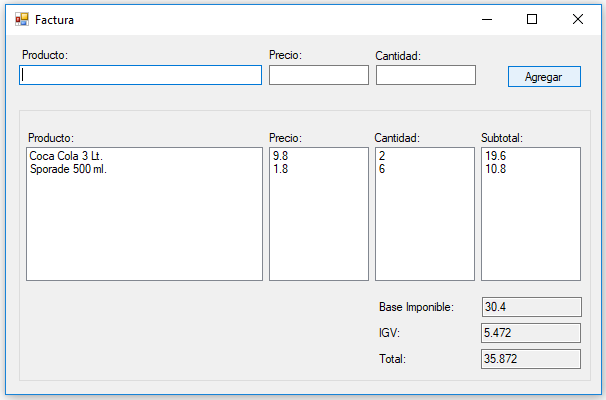 Factura
Producto: Precio: Cantidad:
Agregar
Producto: Precio: Cantidad: Subtotal:
Coca Cola 3 Lt. 9.8 2 19.6
Sporade 500 ml. 1.8 6 10.8
Base Imponible: 30.4
IGV: 5.472
Total: 35.872